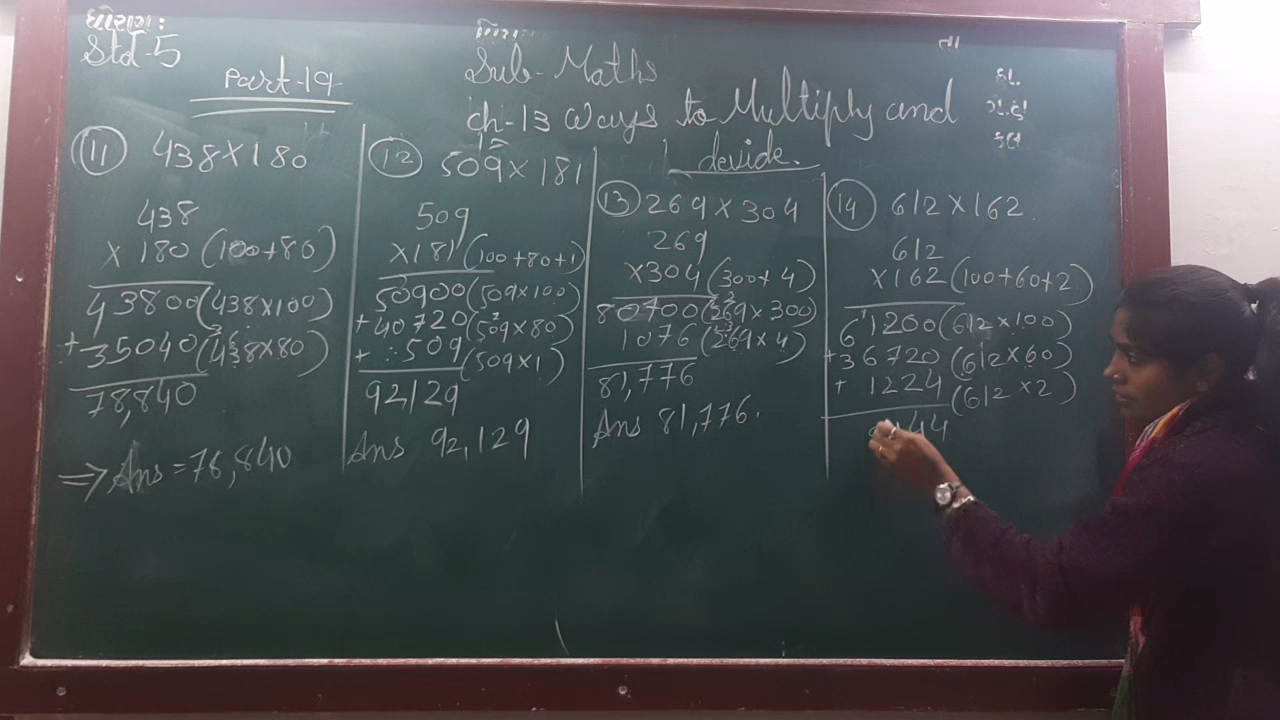 Std-5
Sub- Maths
Part-19
ch-13 Ways to Multiply and
devide.
11 438×180
438
× 180 (100+80)
43800 (438×100)
+ 35040 (438×80)
78,840
⇒ Ans = 78,840
12 509×181
509
×181 (100+80+1)
50900 (509×100)
+ 40720 (509×80)
+ 509 (509×1)
92,129
Ans 92,129
13 269×304
269
×304 (300+4)
80700 (269×300)
1076 (269×4)
81,776
Ans 81,776.
14 612×162.
612
×162 (100+60+2)
61200 (612×100)
+36720 (612×60)
+ 1224 (612×2)
144